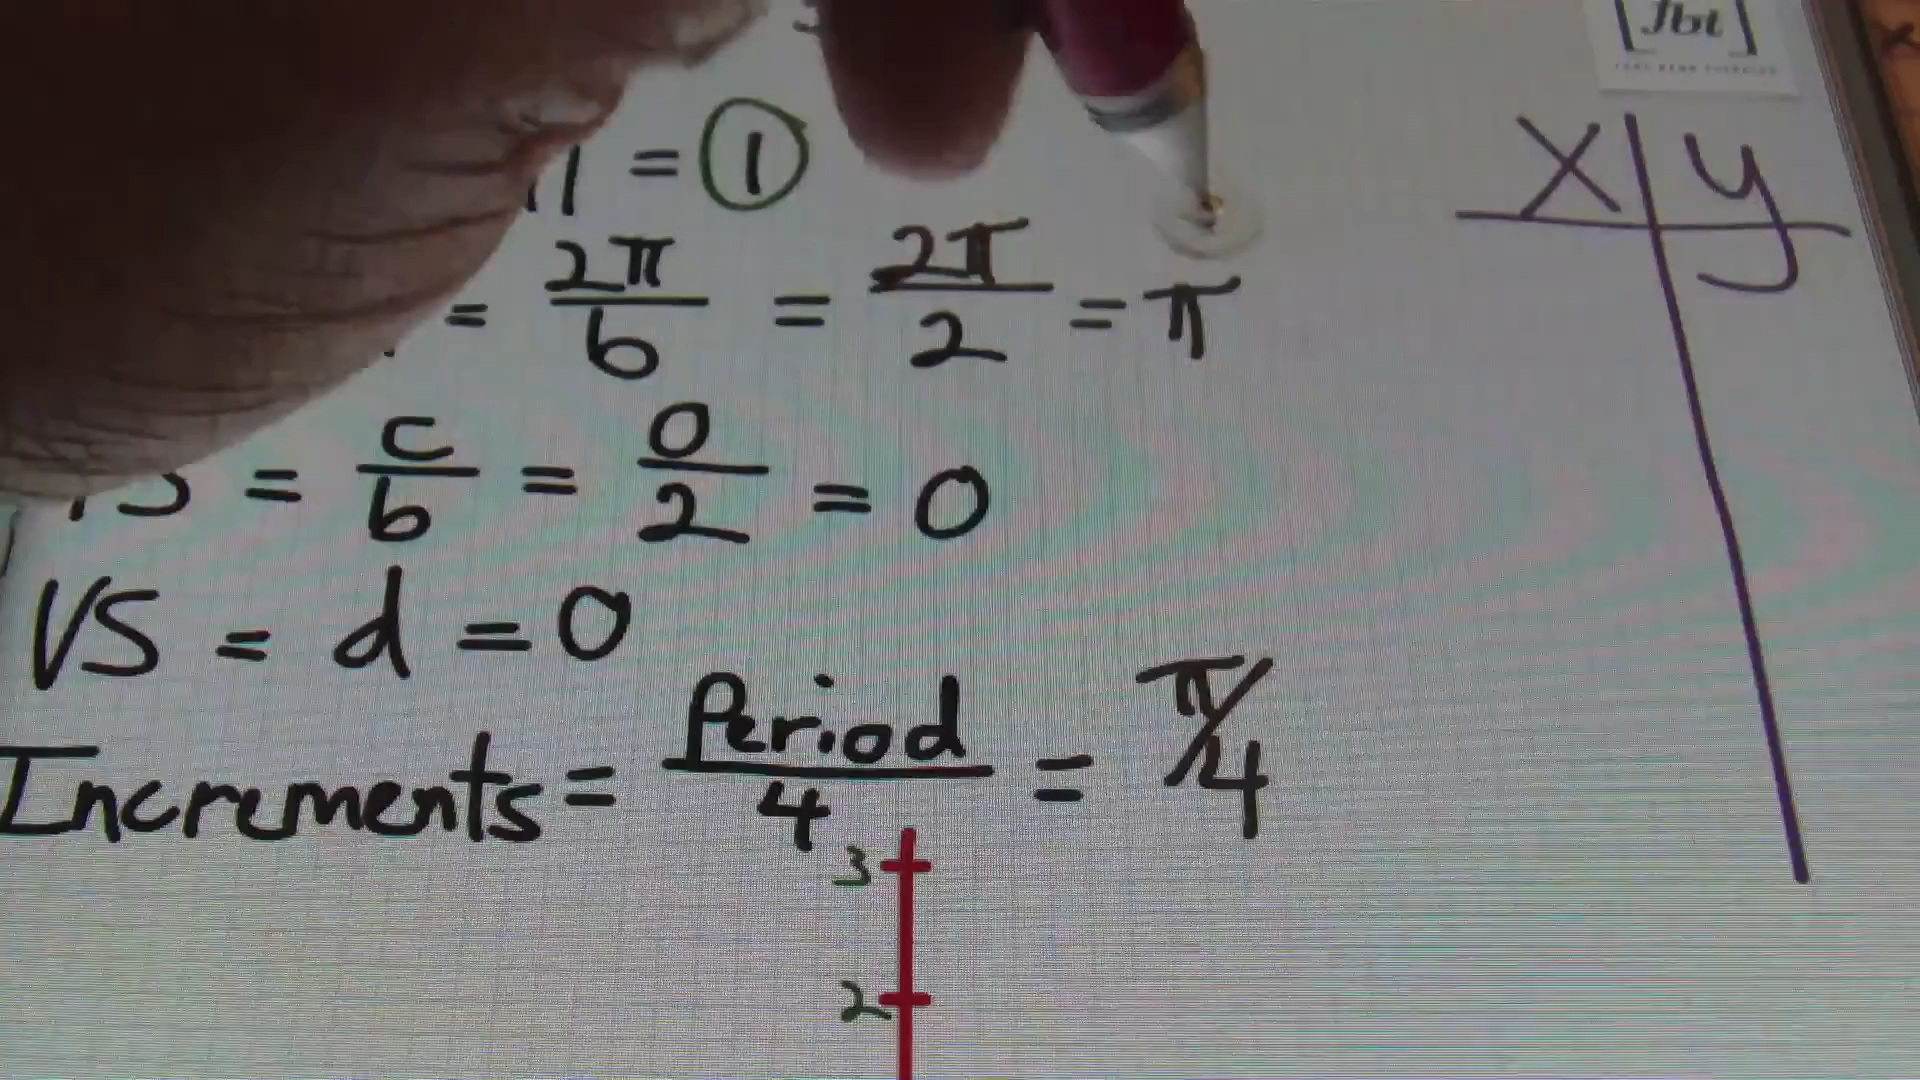 = 1
= 2π/b = 2π/2 = π
S = c/b = 0/2 = 0
VS = d = 0
Increments = Period/4 = π/4
x y
3
2